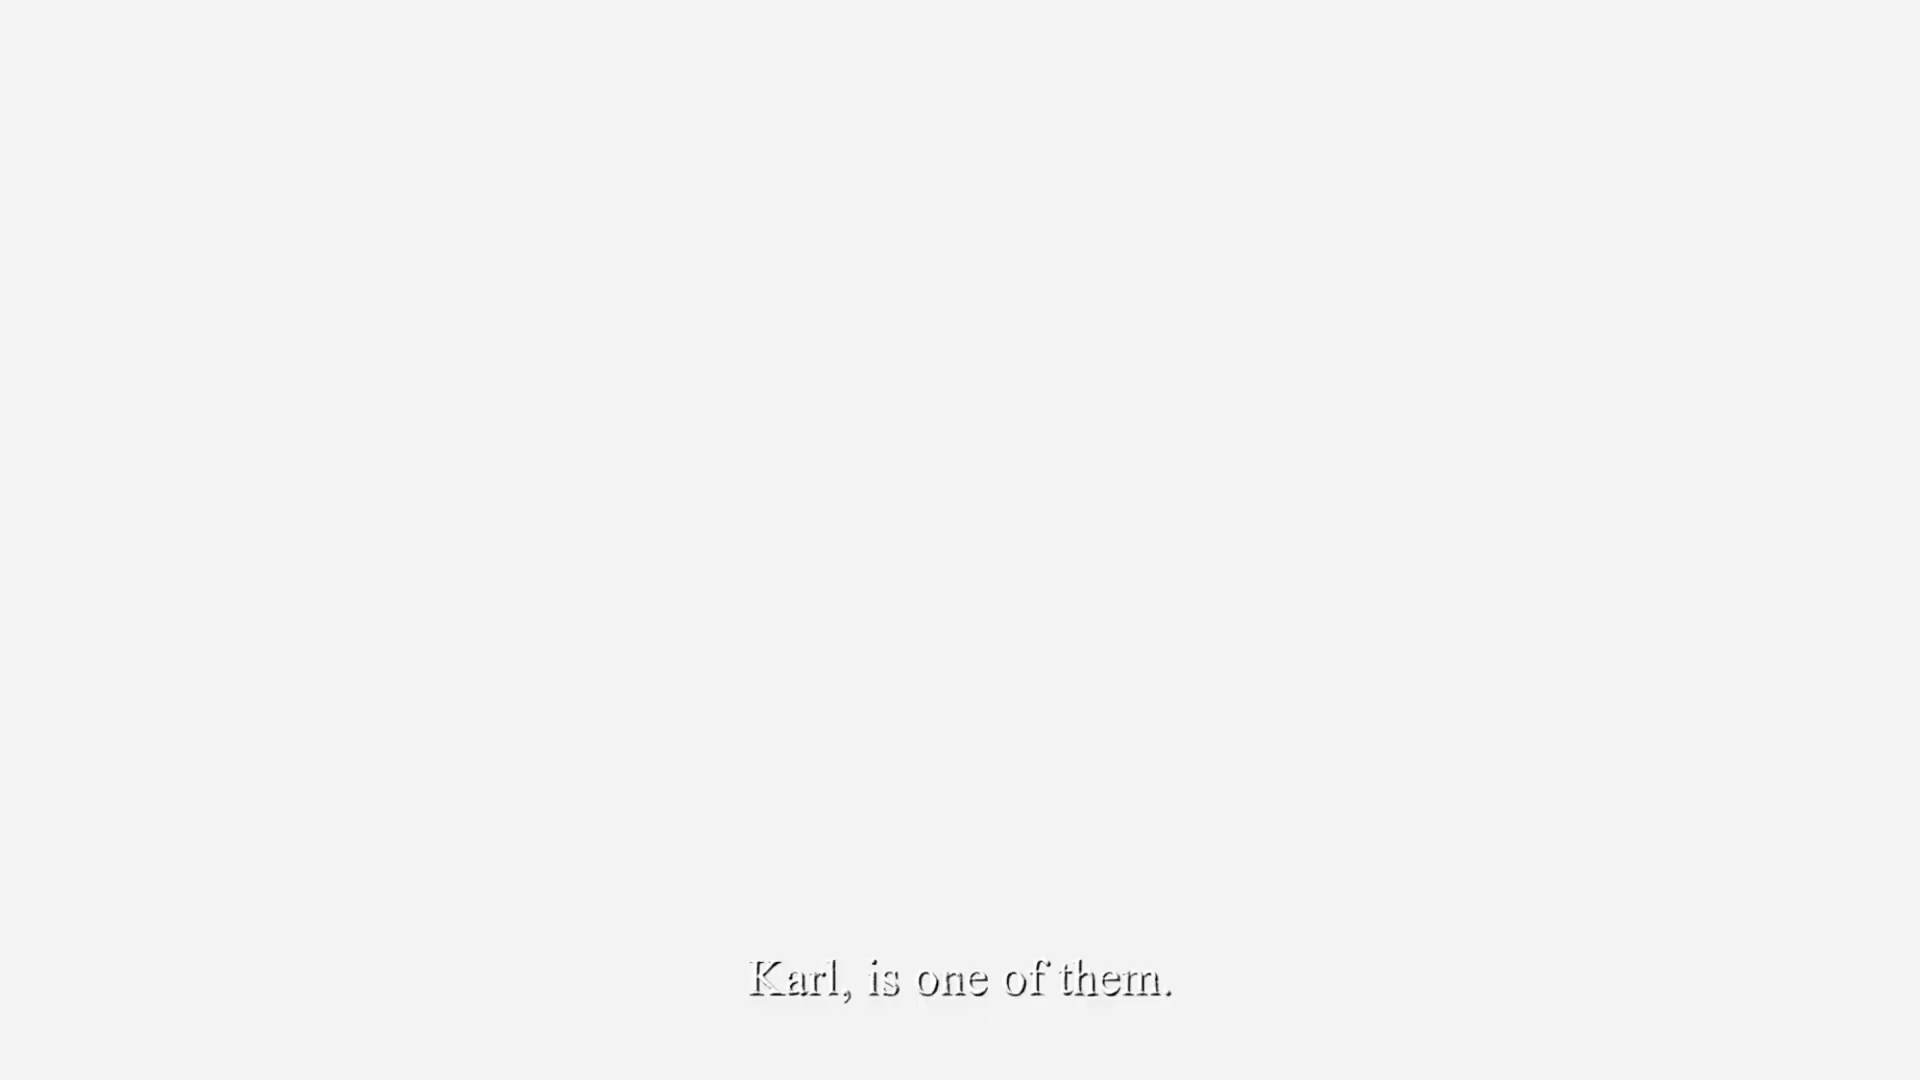 Karl, is one of them.